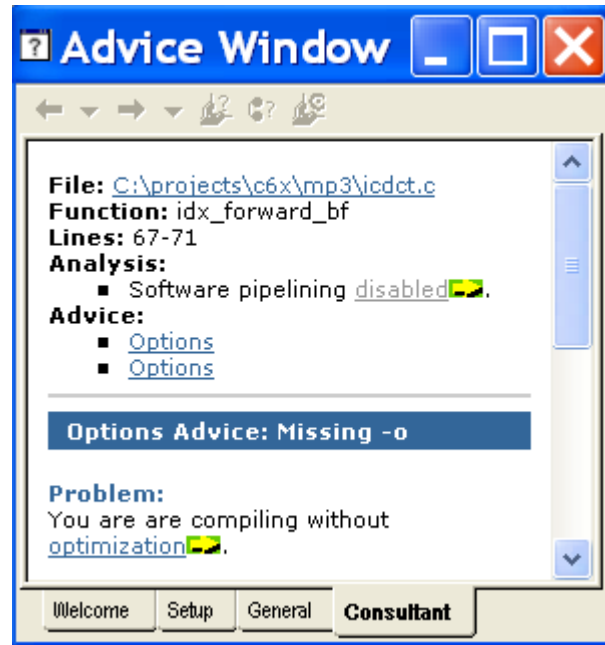 Advice Window
File: C:\projects\c6x\mp3\icdct.c
Function: idx_forward_bf
Lines: 67-71
Analysis:
Software pipelining disabled.
Advice:
Options
Options
Options Advice: Missing -o
Problem:
You are are compiling without
optimization.
Welcome Setup General Consultant